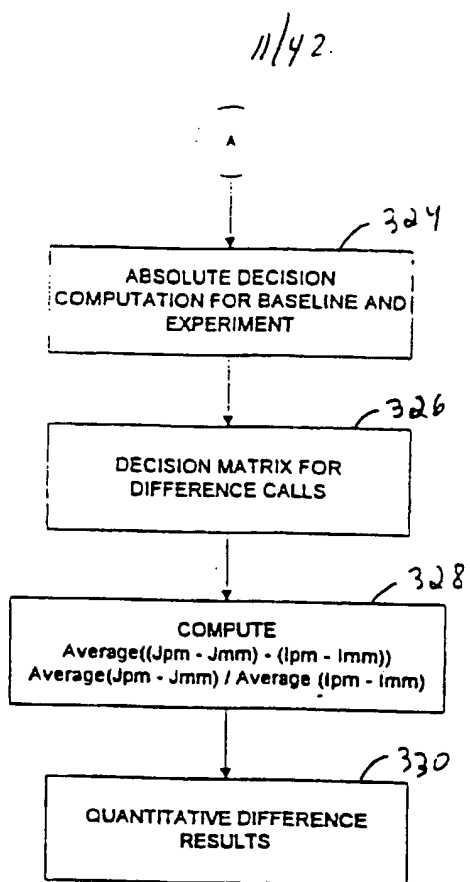 11/42.
A
324
ABSOLUTE DECISION
COMPUTATION FOR BASELINE AND
EXPERIMENT
326
DECISION MATRIX FOR
DIFFERENCE CALLS
328
COMPUTE
Average((Jpm - Jmm) - (Ipm - Imm))
Average(Jpm - Jmm) / Average (Ipm - Imm)
330
QUANTITATIVE DIFFERENCE
RESULTS